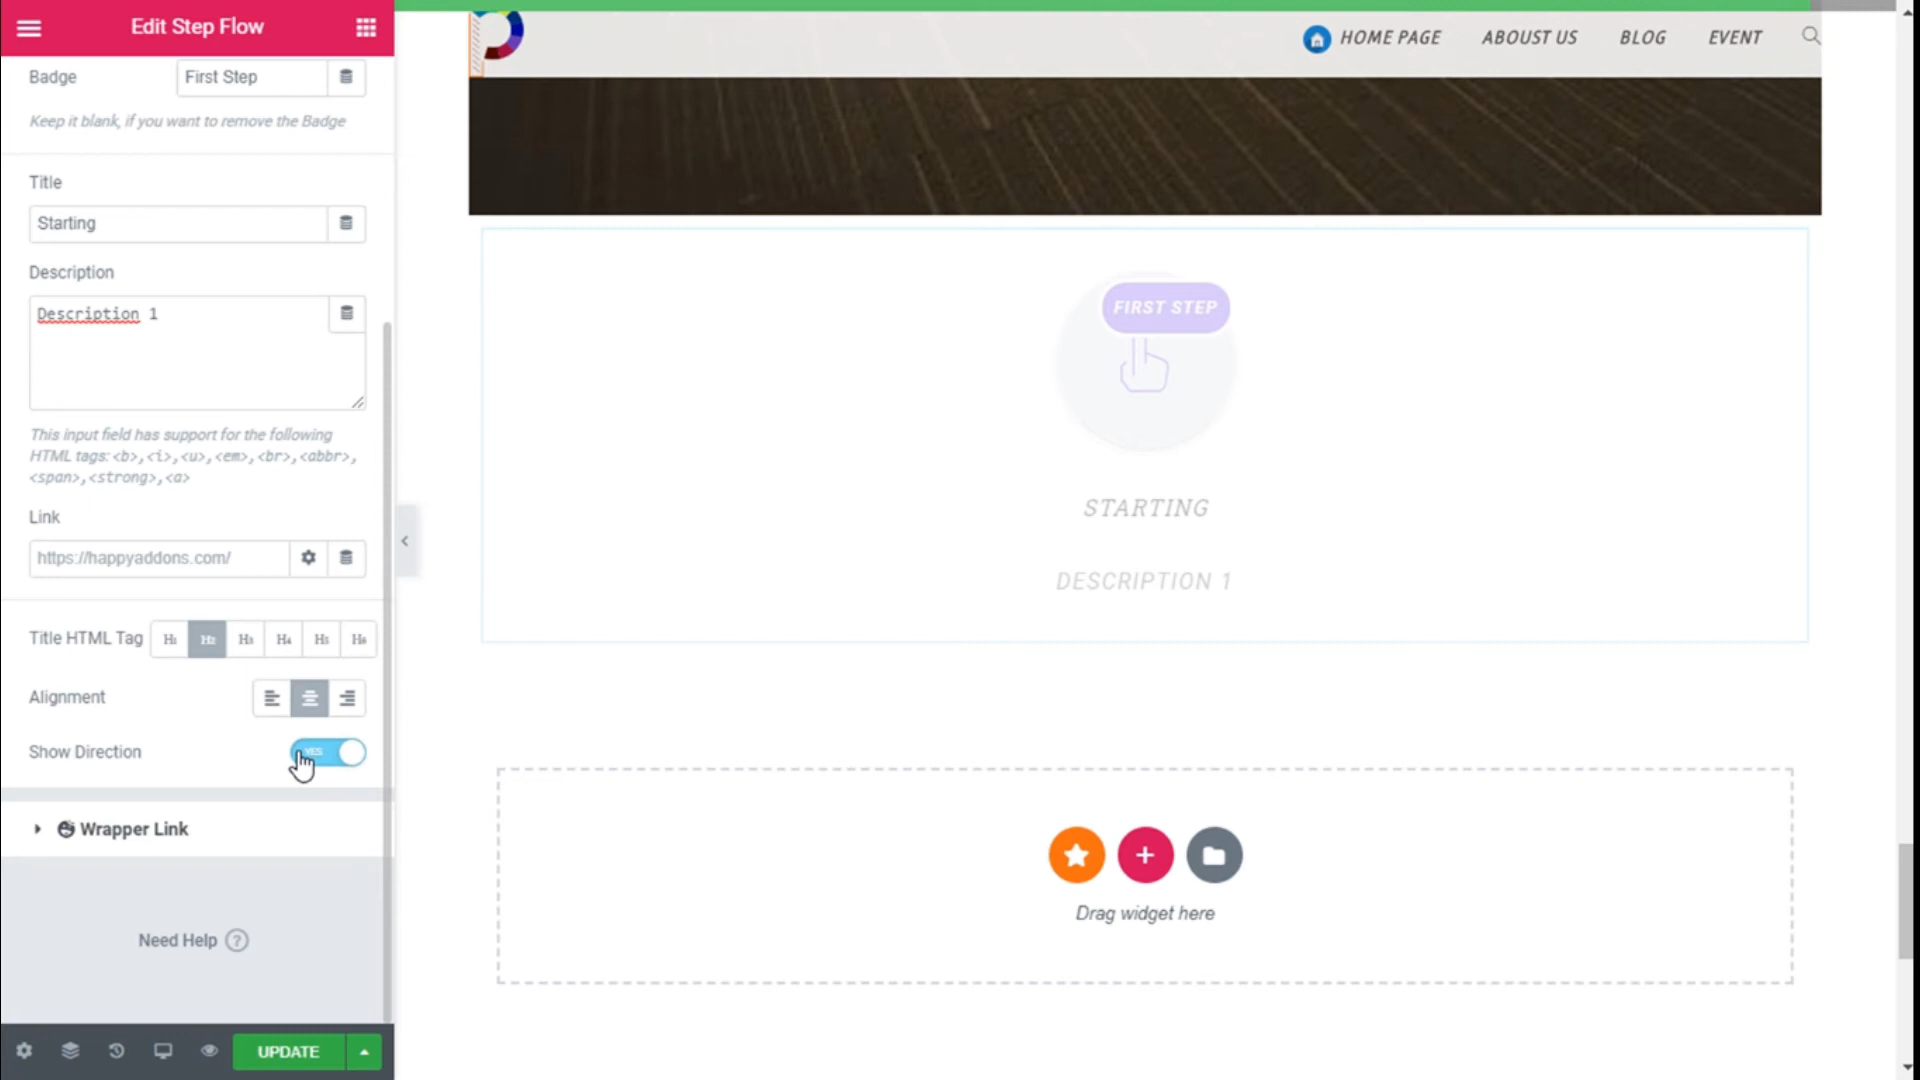 Edit Step Flow
HOME PAGE
ABOUST US
BLOG
EVENT
Badge
First Step
Keep it blank, if you want to remove the Badge
Title
Starting
Description
Description 1
This input field has support for the following
HTML tags: <b>,<i>,<u>,<em>,<br>,<abbr>,
<span>,<strong>,<a>
Link
https://happyaddons.com/
Title HTML Tag
H1
H2
H3
H4
H5
H6
Alignment
Show Direction
YES
Wrapper Link
Need Help ?
UPDATE
FIRST STEP
STARTING
DESCRIPTION 1
Drag widget here